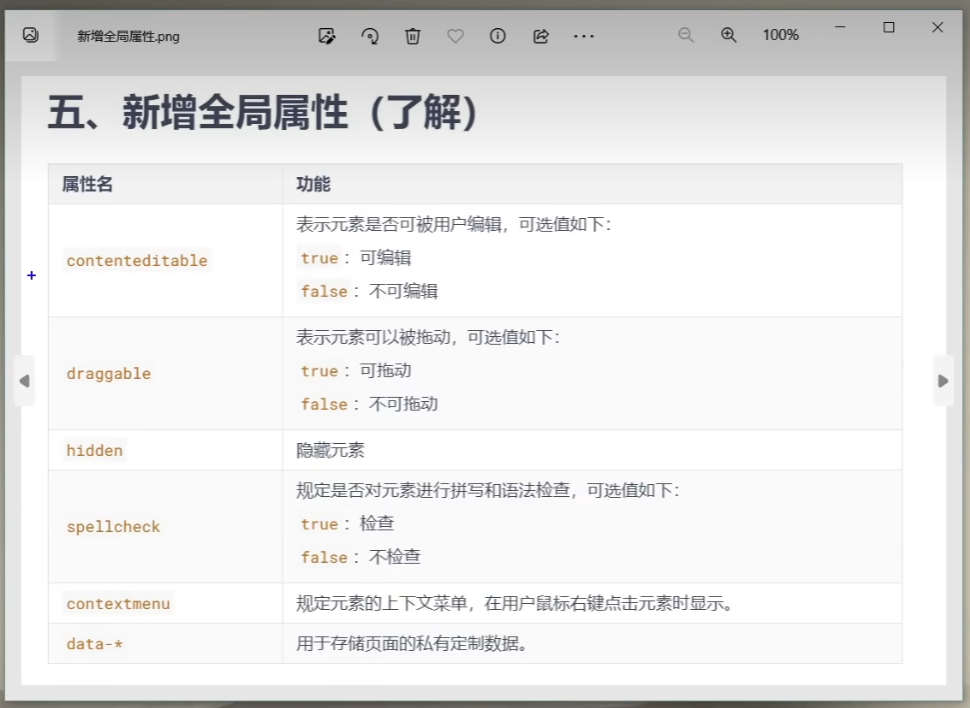 新增全局属性.png
100%
五、新增全局属性（了解）
属性名 功能
contenteditable
表示元素是否可被用户编辑，可选值如下：
true：可编辑
false：不可编辑
draggable
表示元素可以被拖动，可选值如下：
true：可拖动
false：不可拖动
hidden 隐藏元素
spellcheck
规定是否对元素进行拼写和语法检查，可选值如下：
true：检查
false：不检查
contextmenu 规定元素的上下文菜单，在用户鼠标右键点击元素时显示。
data-* 用于存储页面的私有定制数据。